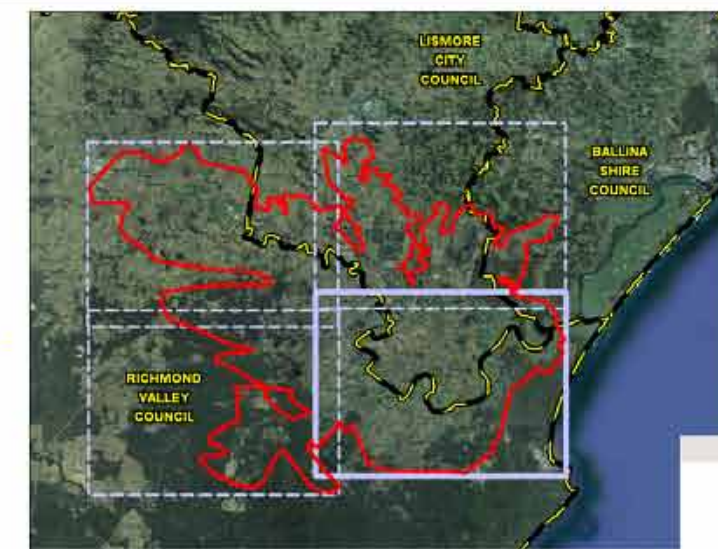 LISMORE
CITY
COUNCIL
BALLINA
SHIRE
COUNCIL
RICHMOND
VALLEY
COUNCIL